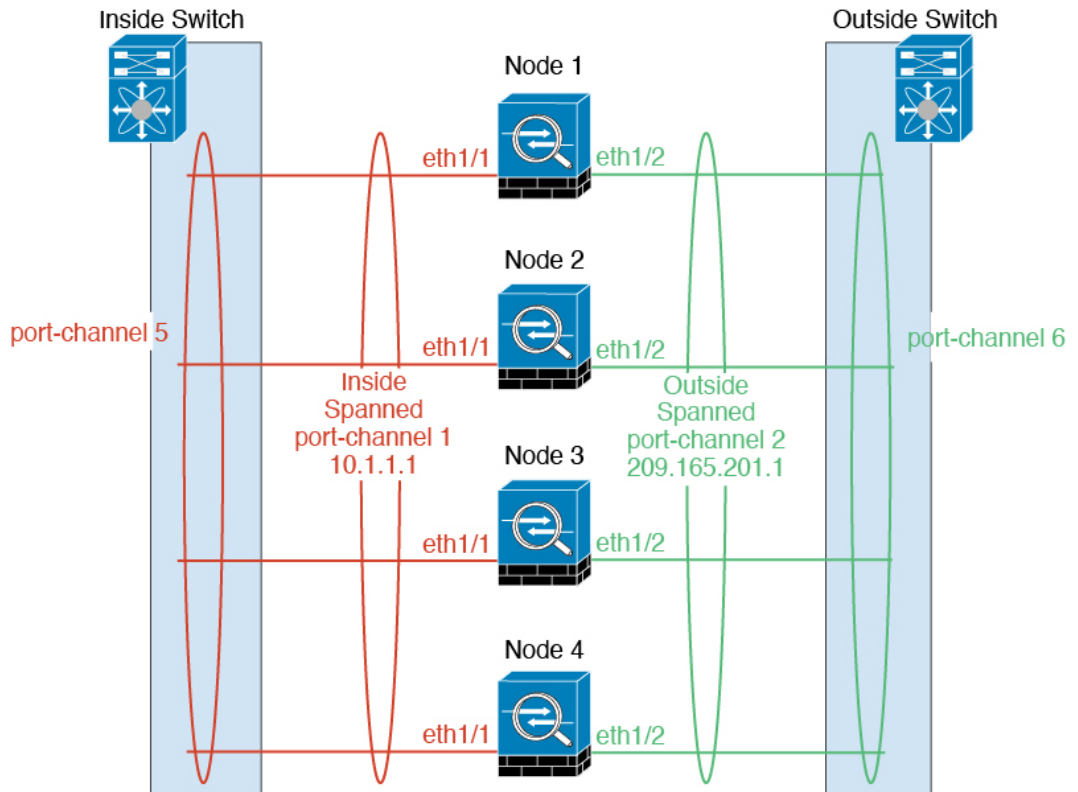 Inside Switch
Outside Switch
Node 1
eth1/1
eth1/2
Node 2
port-channel 5
port-channel 6
eth1/1
eth1/2
Inside
Spanned
port-channel 1
10.1.1.1
Outside
Spanned
port-channel 2
209.165.201.1
Node 3
eth1/1
eth1/2
Node 4
eth1/1
eth1/2